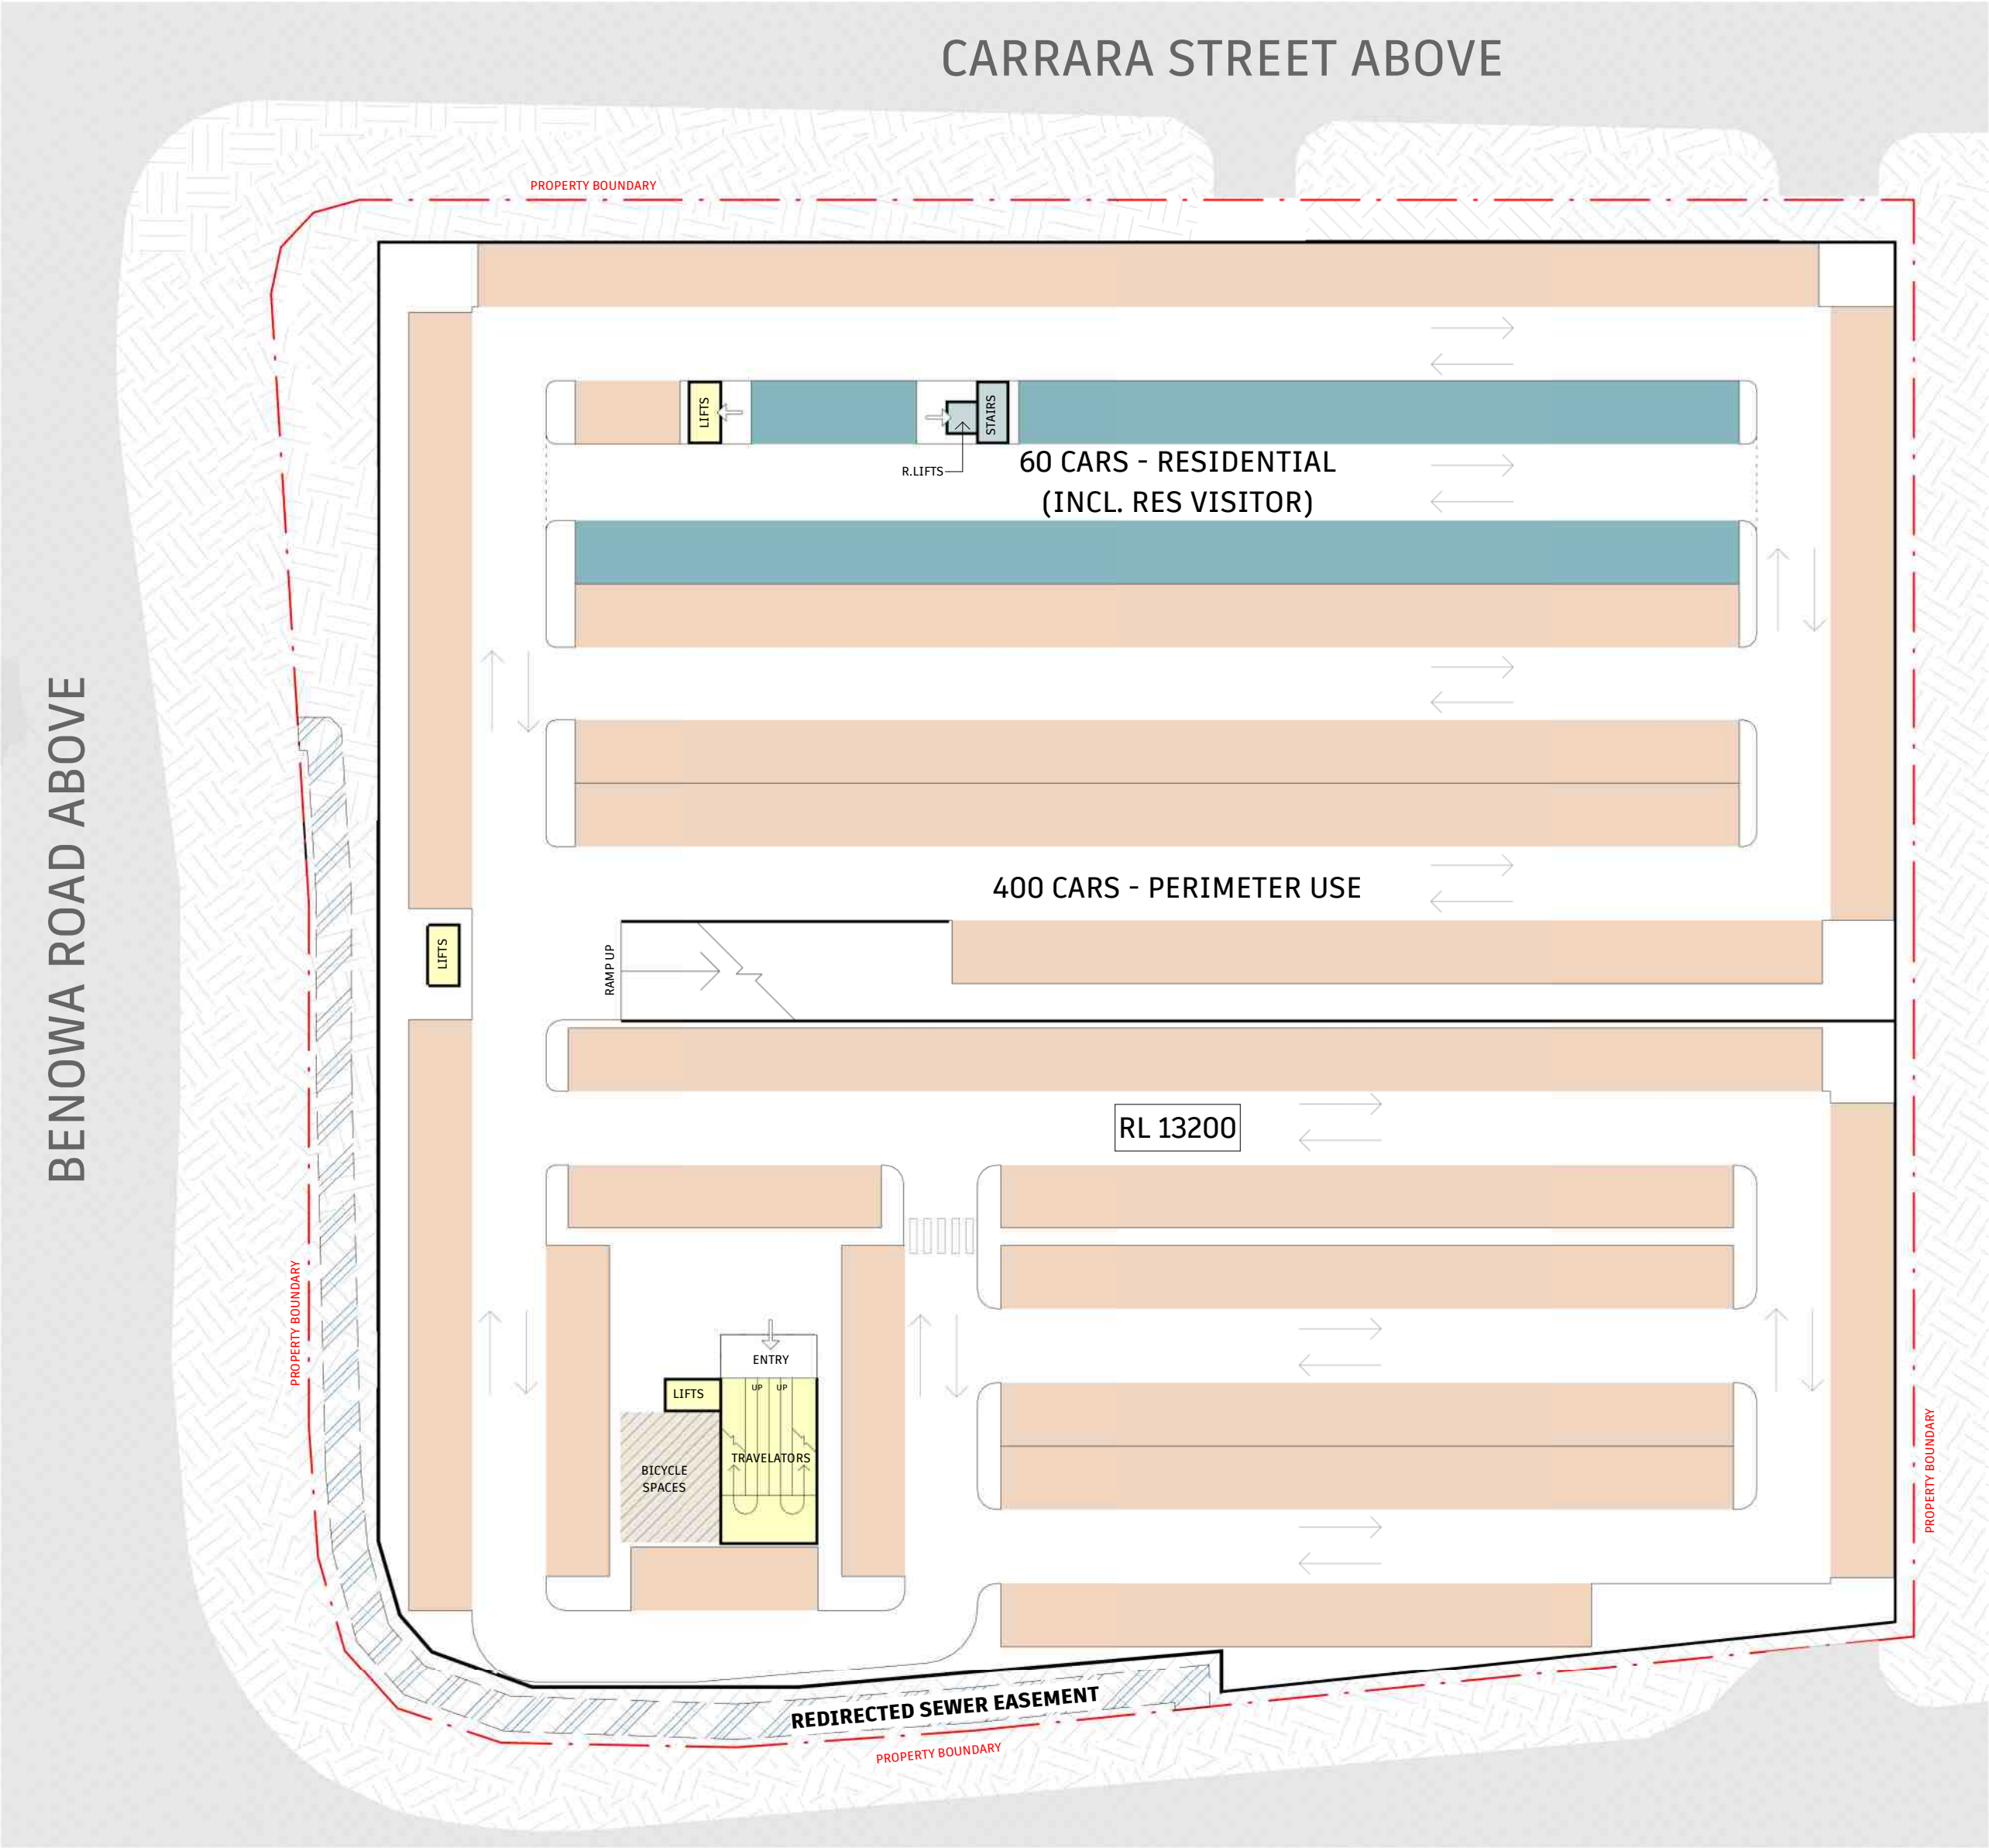 CARRARA STREET ABOVE
PROPERTY BOUNDARY
LIFTS
STAIRS
R.LIFTS
60 CARS - RESIDENTIAL
(INCL. RES VISITOR)
BENOWA ROAD ABOVE
400 CARS - PERIMETER USE
LIFTS
RAMP UP
RL 13200
PROPERTY BOUNDARY
ENTRY
LIFTS
UP
UP
TRAVELATORS
BICYCLE
SPACES
PROPERTY BOUNDARY
REDIRECTED SEWER EASEMENT
PROPERTY BOUNDARY